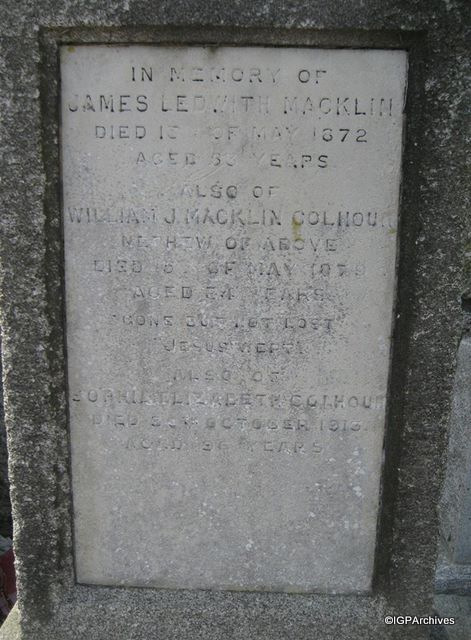 IN MEMORY OF
JAMES LEDWITH MACKLIN
DIED OF MAY 1872
AGED YEARS
ALSO OF
WILLIAM J. MACKLIN COLHOUN
NEPHEW OF ABOVE
DIED OF MAY
AGED 24 YEARS
GONE BUT NOT LOST
JESUS WEPT
ALSO OF
SOPHIA ELIZABETH COLHOUN
DIED OCTOBER 1913
AGED YEARS
©IGPArchives